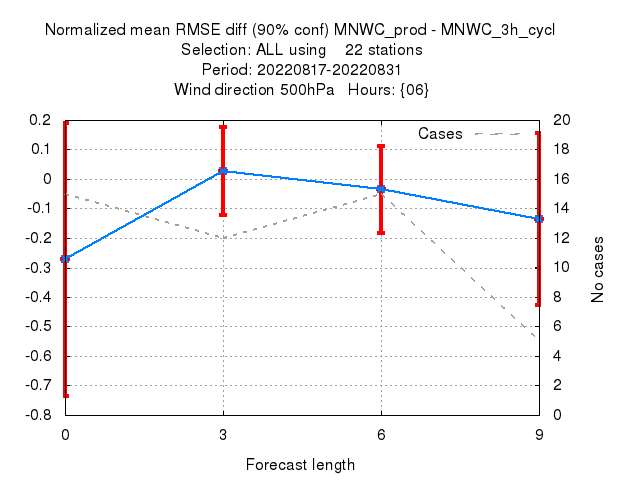 Normalized mean RMSE diff (90% conf) MNWC_prod - MNWC_3h_cycl
Selection: ALL using 22 stations
Period: 20220817-20220831
Wind direction 500hPa Hours: {06}
Cases
0.2
0.1
0
-0.1
-0.2
-0.3
-0.4
-0.5
-0.6
-0.7
-0.8
20
18
16
14
12
10
8
6
4
2
0
No cases
0 3 6 9
Forecast length